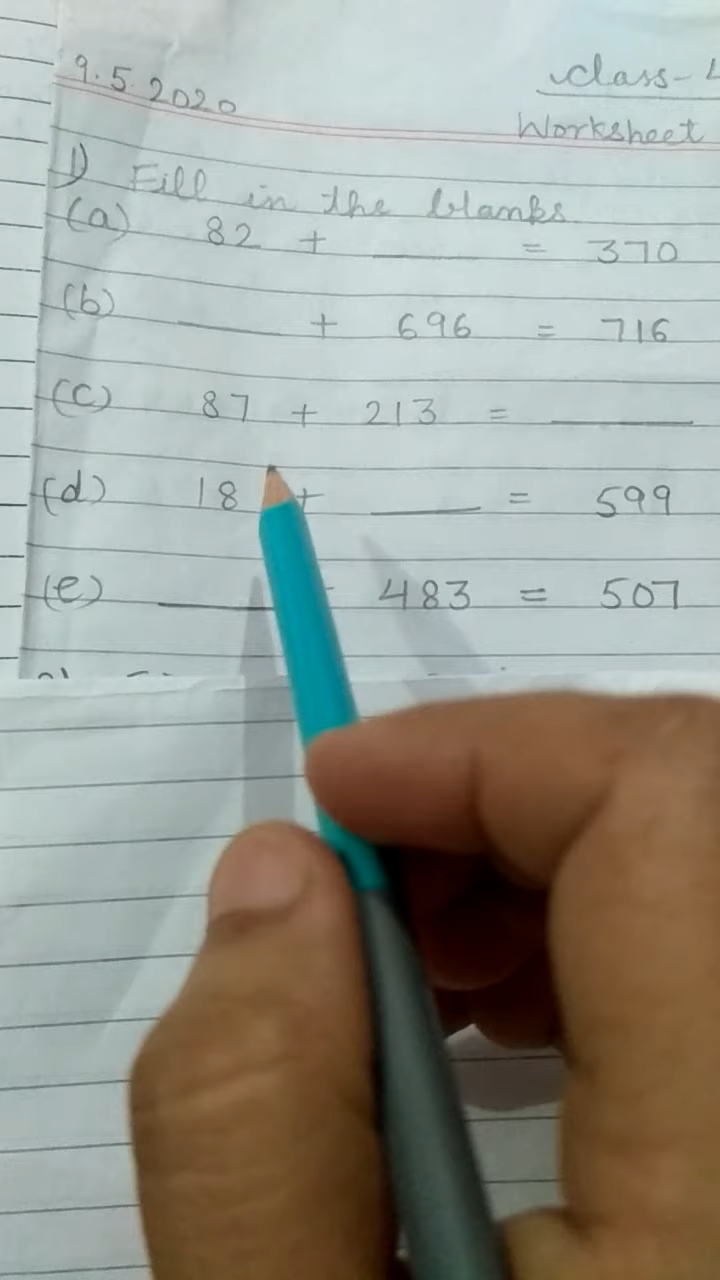 9.5.2020
Class-4
Worksheet
1) Fill in the blanks
(a) 82 + ____ = 370
(b) ____ + 696 = 716
(c) 87 + 213 = ____
(d) 18 + ____ = 599
(e) ____ 483 = 507